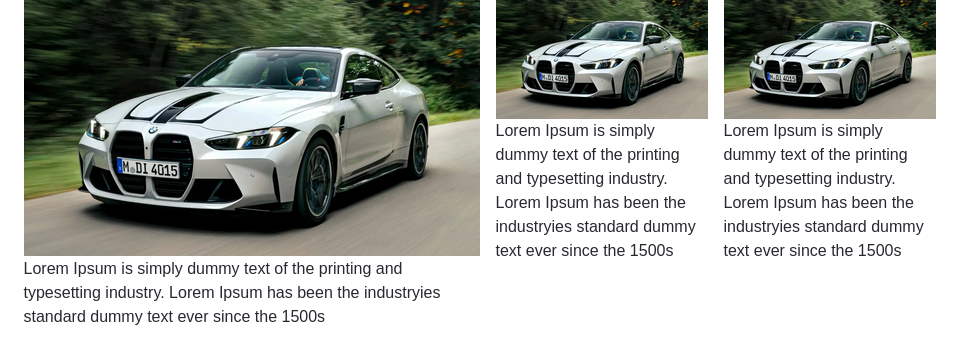 M DI 4015
Lorem Ipsum is simply dummy text of the printing and
typesetting industry. Lorem Ipsum has been the industryies
standard dummy text ever since the 1500s
M DI 4015
Lorem Ipsum is simply
dummy text of the printing
and typesetting industry.
Lorem Ipsum has been the
industryies standard dummy
text ever since the 1500s
M DI 4015
Lorem Ipsum is simply
dummy text of the printing
and typesetting industry.
Lorem Ipsum has been the
industryies standard dummy
text ever since the 1500s